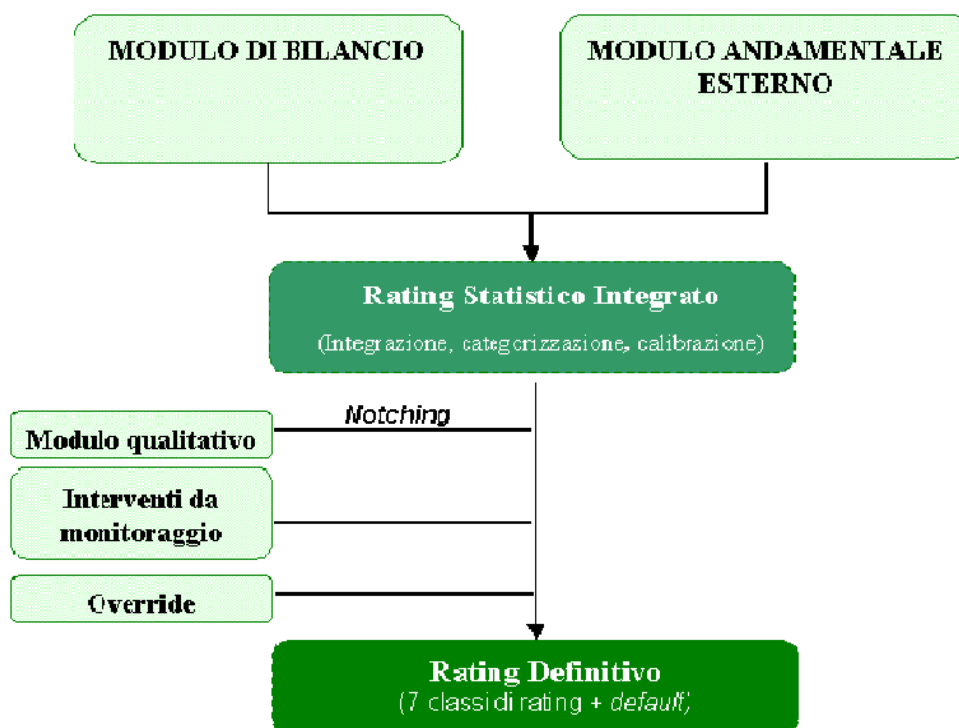 MODULO DI BILANCIO
MODULO ANDAMENTALE
ESTERNO
Rating Statistico Integrato
(Integrazione, categorizzazione, calibrazione)
Notching
Modulo qualitativo
Interventi da
monitoraggio
Override
Rating Definitivo
(7 classi di rating + default)